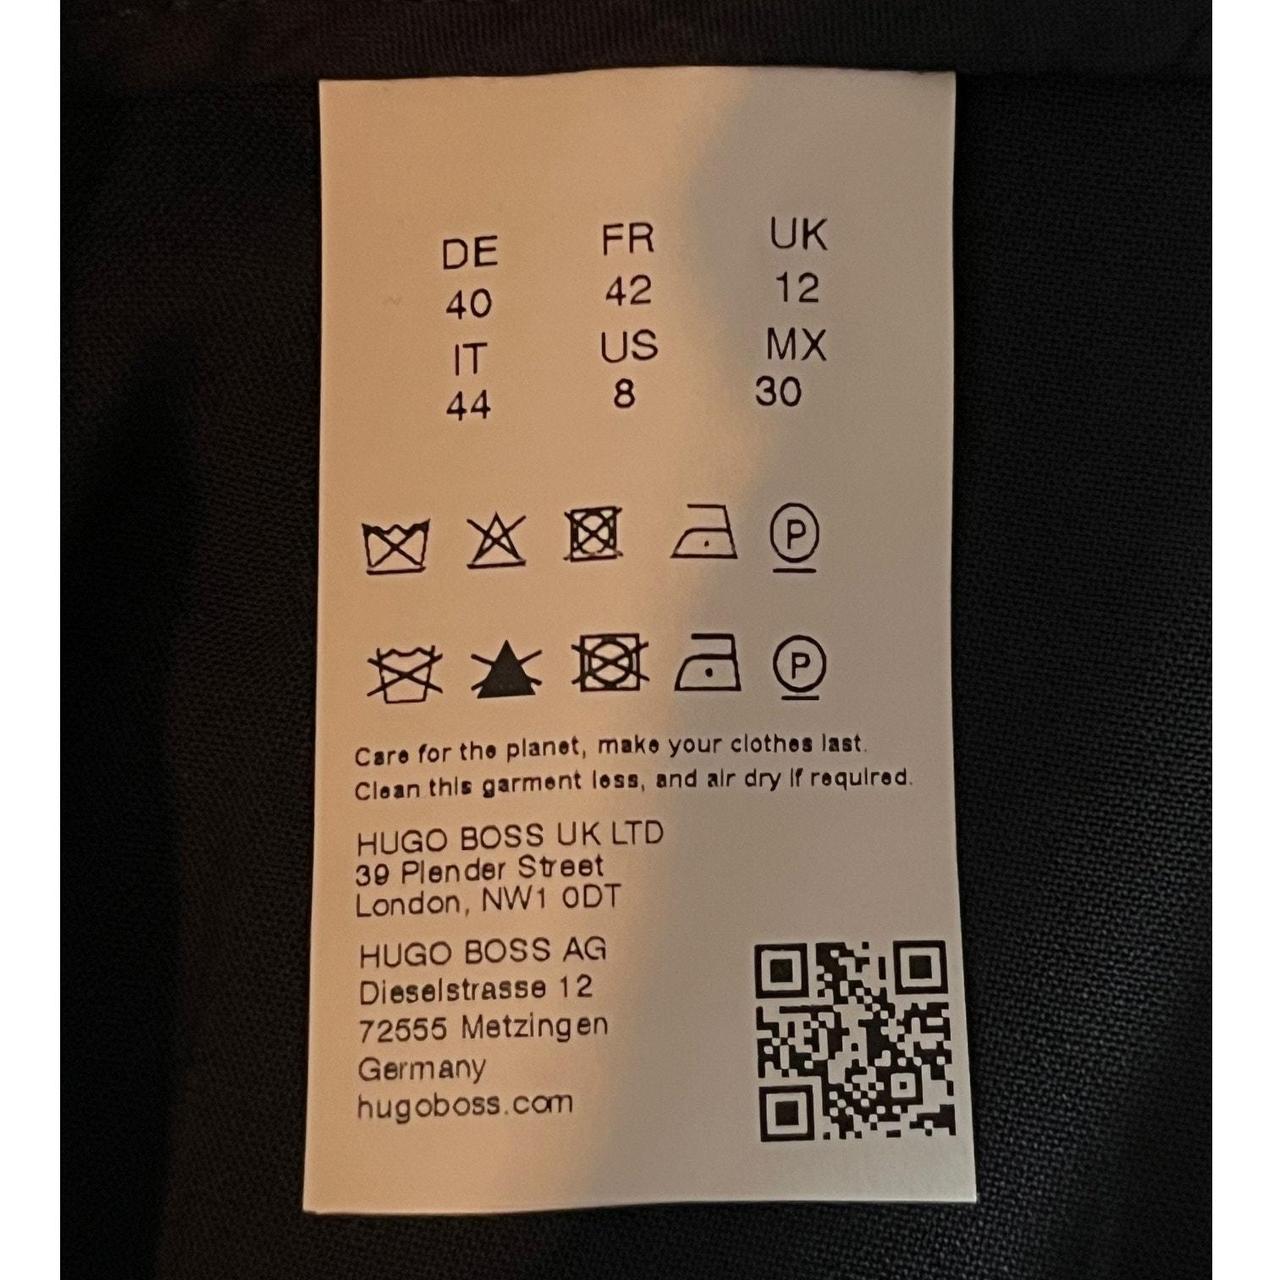 DE FR UK
40 42 12
IT US MX
44 8 30
P
P
Care for the planet, make your clothes last.
Clean this garment less, and air dry if required.
HUGO BOSS UK LTD
39 Plender Street
London, NW1 0DT
HUGO BOSS AG
Dieselstrasse 12
72555 Metzingen
Germany
hugoboss.com